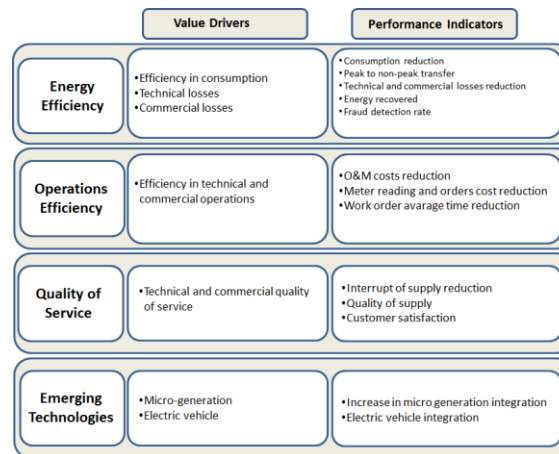 Value Drivers
Performance Indicators
Energy
Efficiency
•Efficiency in consumption
•Technical losses
•Commercial losses
•Consumption reduction
•Peak to non-peak transfer
•Technical and commercial losses reduction
•Energy recovered
•Fraud detection rate
Operations
Efficiency
•Efficiency in technical and
commercial operations
•O&M costs reduction
•Meter reading and orders cost reduction
•Work order avarage time reduction
Quality of
Service
•Technical and commercial quality
of service
•Interrupt of supply reduction
•Quality of supply
•Customer satisfaction
Emerging
Technologies
•Micro-generation
•Electric vehicle
•Increase in micro generation integration
•Electric vehicle integration